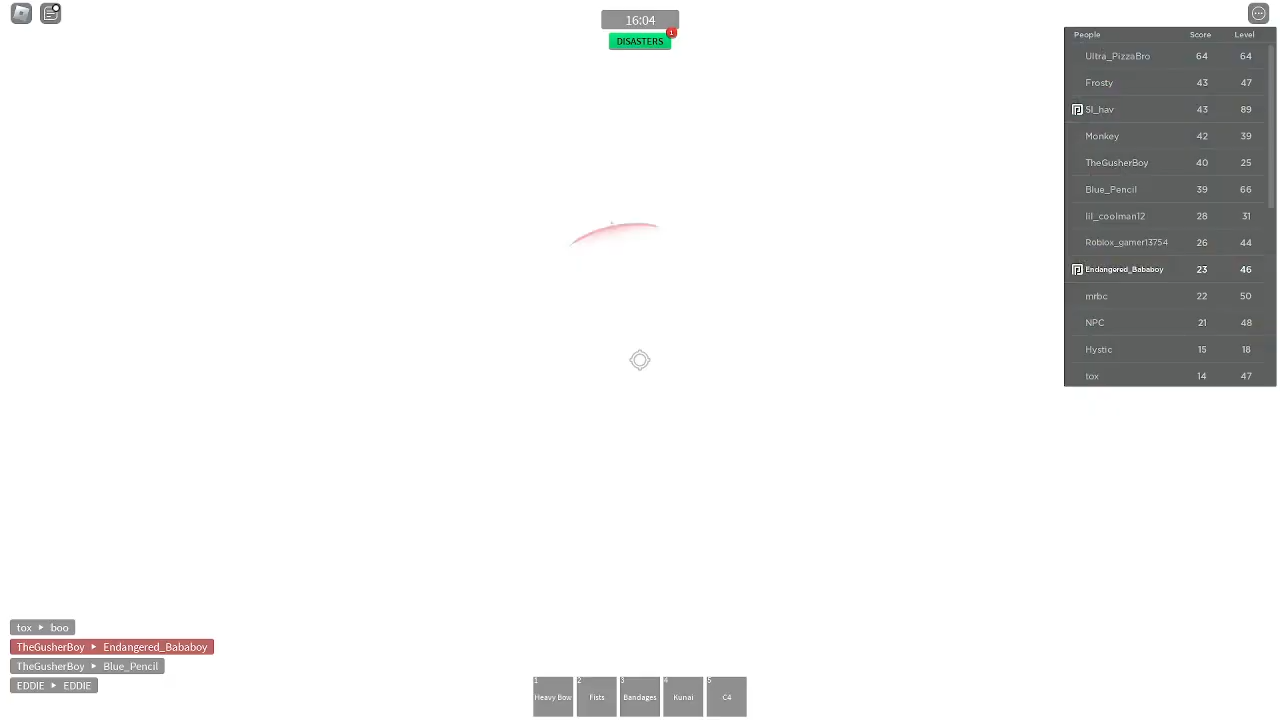 16:04
DISASTERS 1
People Score Level
Ultra_PizzaBro 64 64
Frosty 43 47
SI_hav 43 89
Monkey 42 39
TheGusherBoy 40 25
Blue_Pencil 39 66
lil_coolman12 28 31
Roblox_gamer13754 26 44
Endangered_Bababoy 23 46
mrbc 22 50
NPC 21 48
Hystic 15 18
tox 14 47
tox ▸ boo
TheGusherBoy ▸ Endangered_Bababoy
TheGusherBoy ▸ Blue_Pencil
EDDIE ▸ EDDIE
1 2 3 4 5
Heavy Bow Fists Bandages Kunai C4